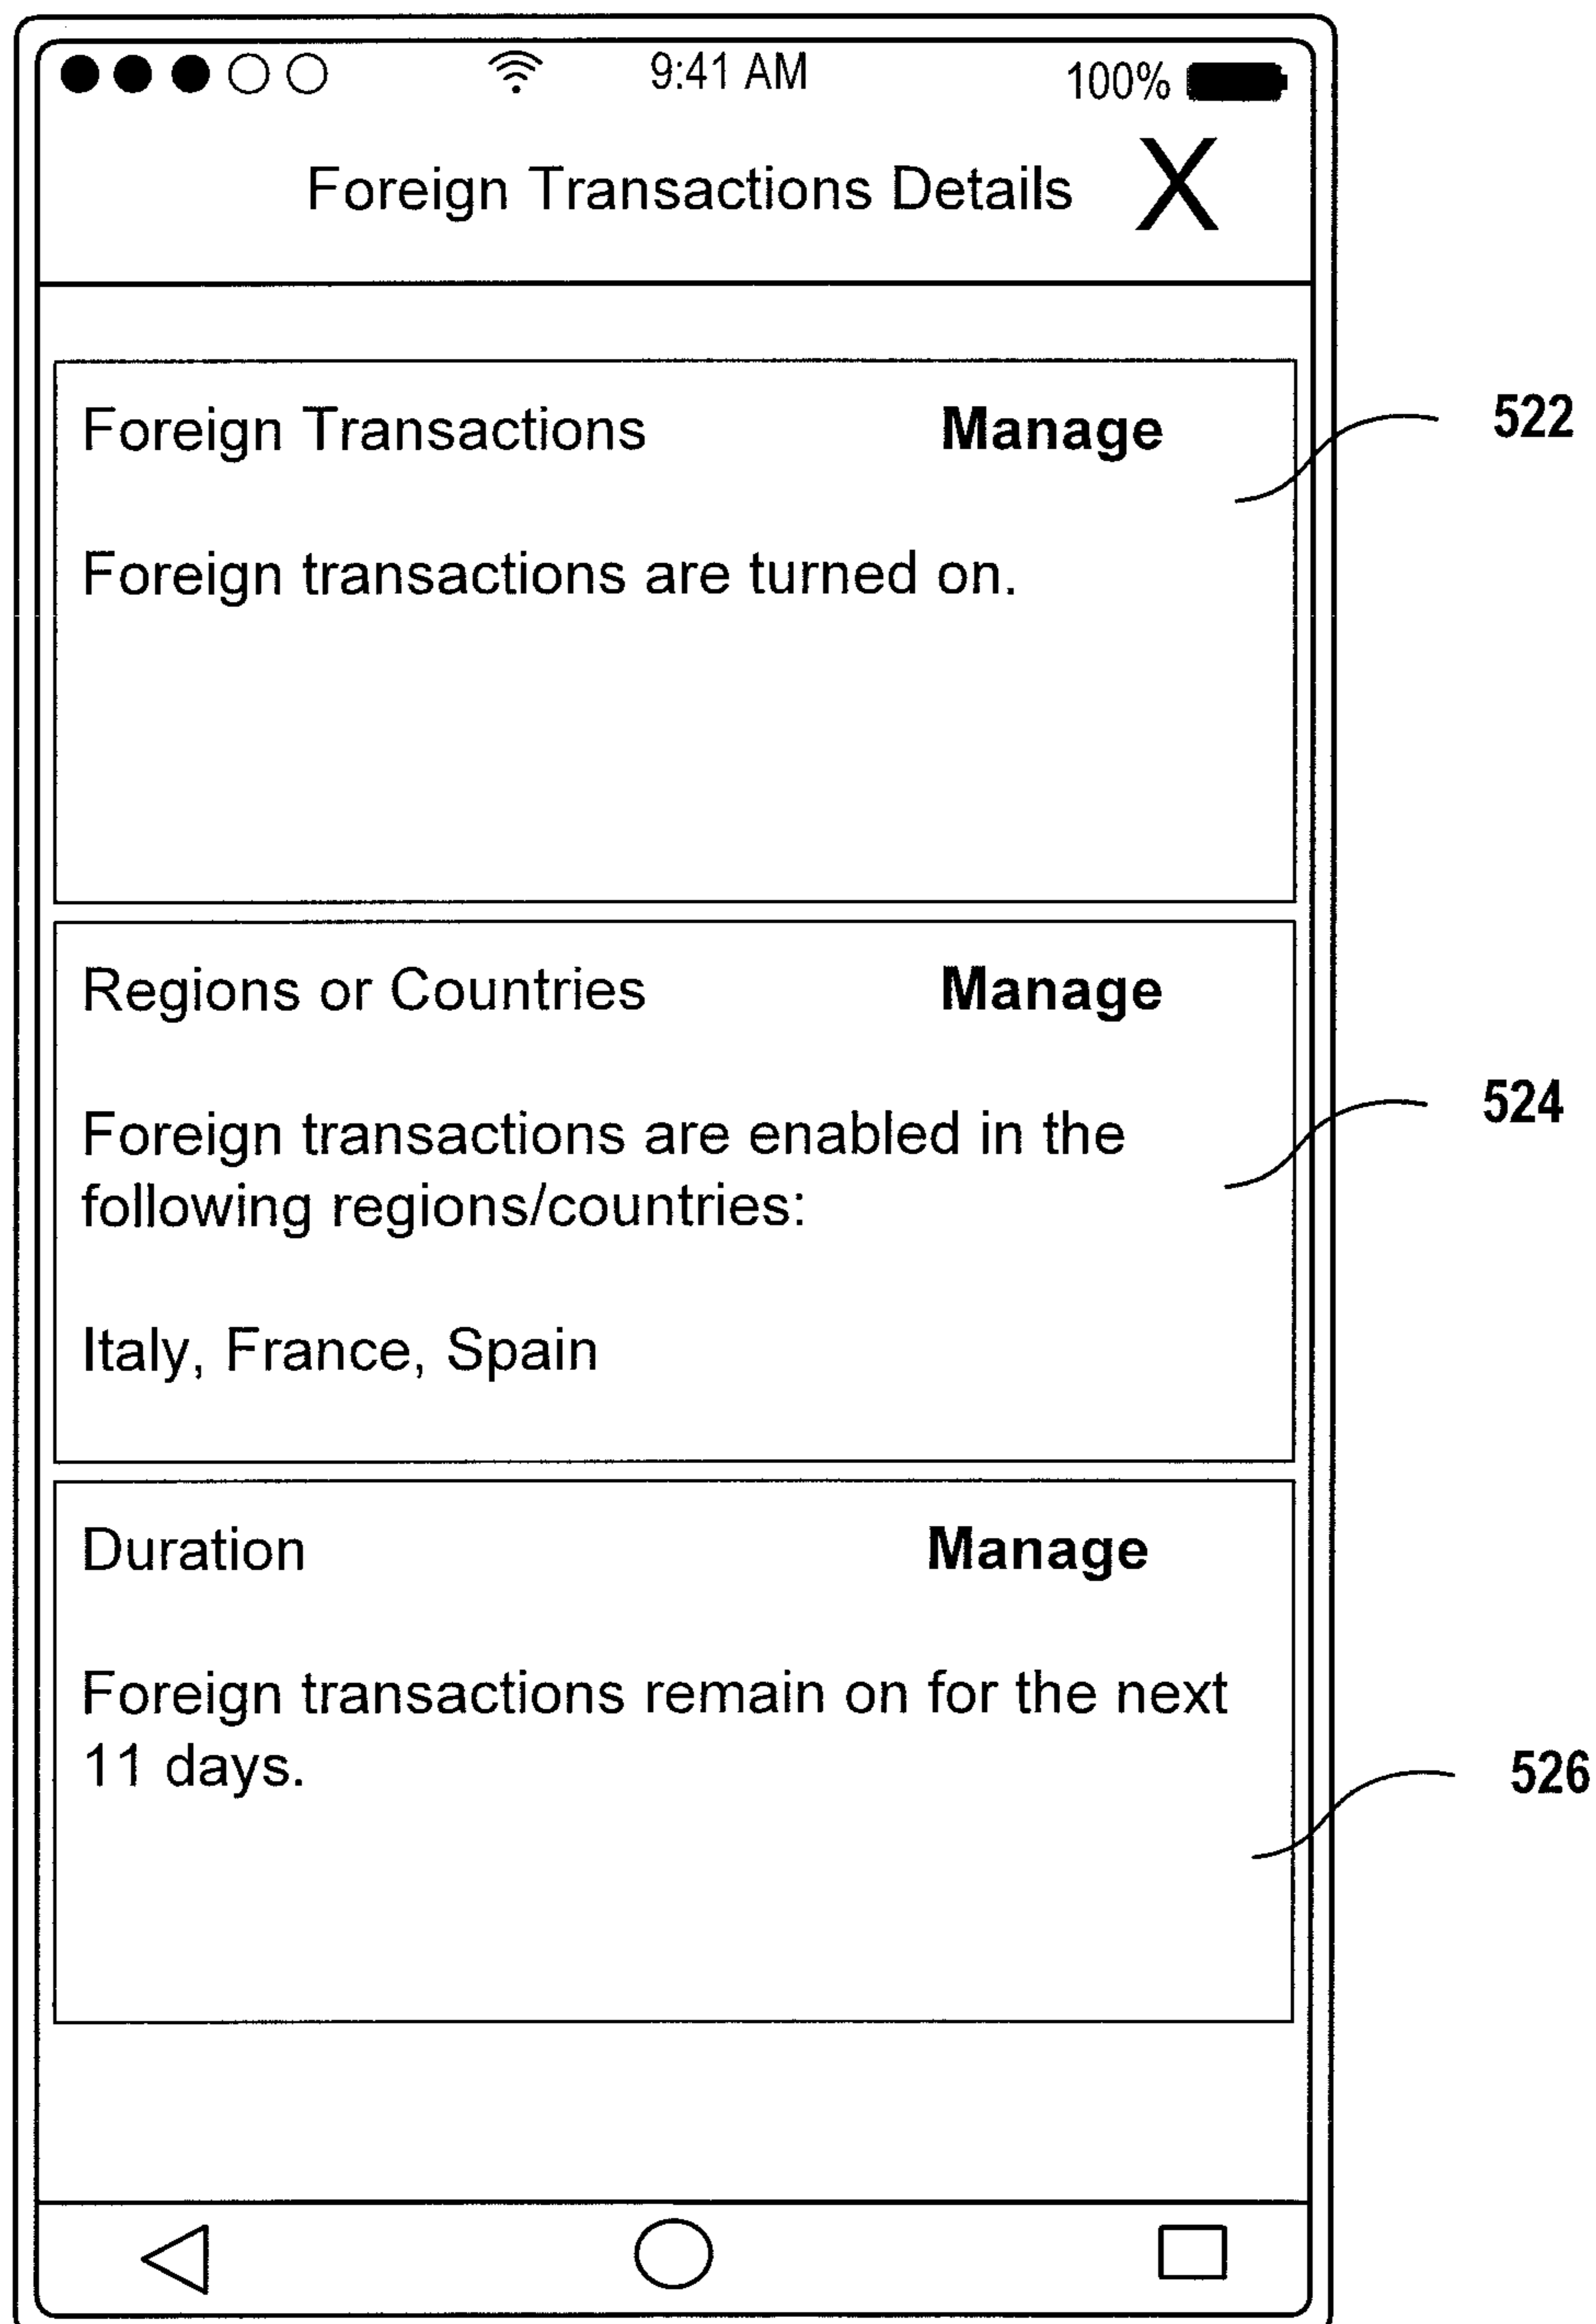 9:41 AM 100%
Foreign Transactions Details X
Foreign Transactions Manage
522
Foreign transactions are turned on.
Regions or Countries Manage
524
Foreign transactions are enabled in the
following regions/countries:
Italy, France, Spain
Duration Manage
Foreign transactions remain on for the next
11 days.
526